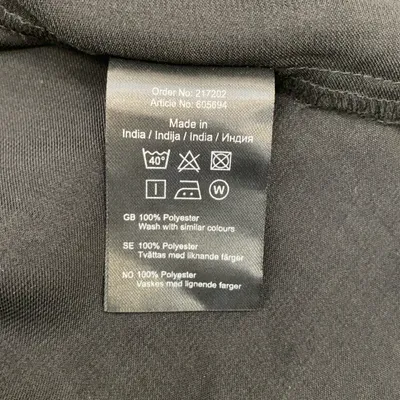 Order No: 217202
Article No: 605694
Made in
India / Indija / India / Индия
40°
W
GB 100% Polyester
Wash with similar colours
SE 100% Polyester
Tvättas med liknande färger
NO 100% Polyester
Vaskes med lignende farger